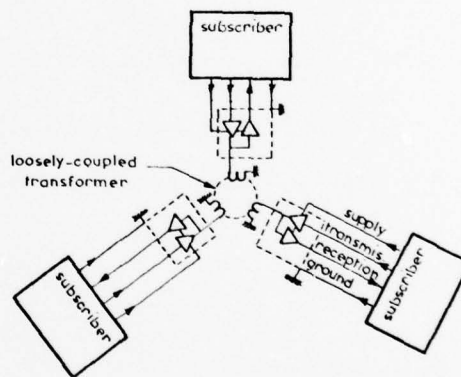 subscriber
loosely-coupled
transformer
supply
transmis.
reception
ground
subscriber
subscriber